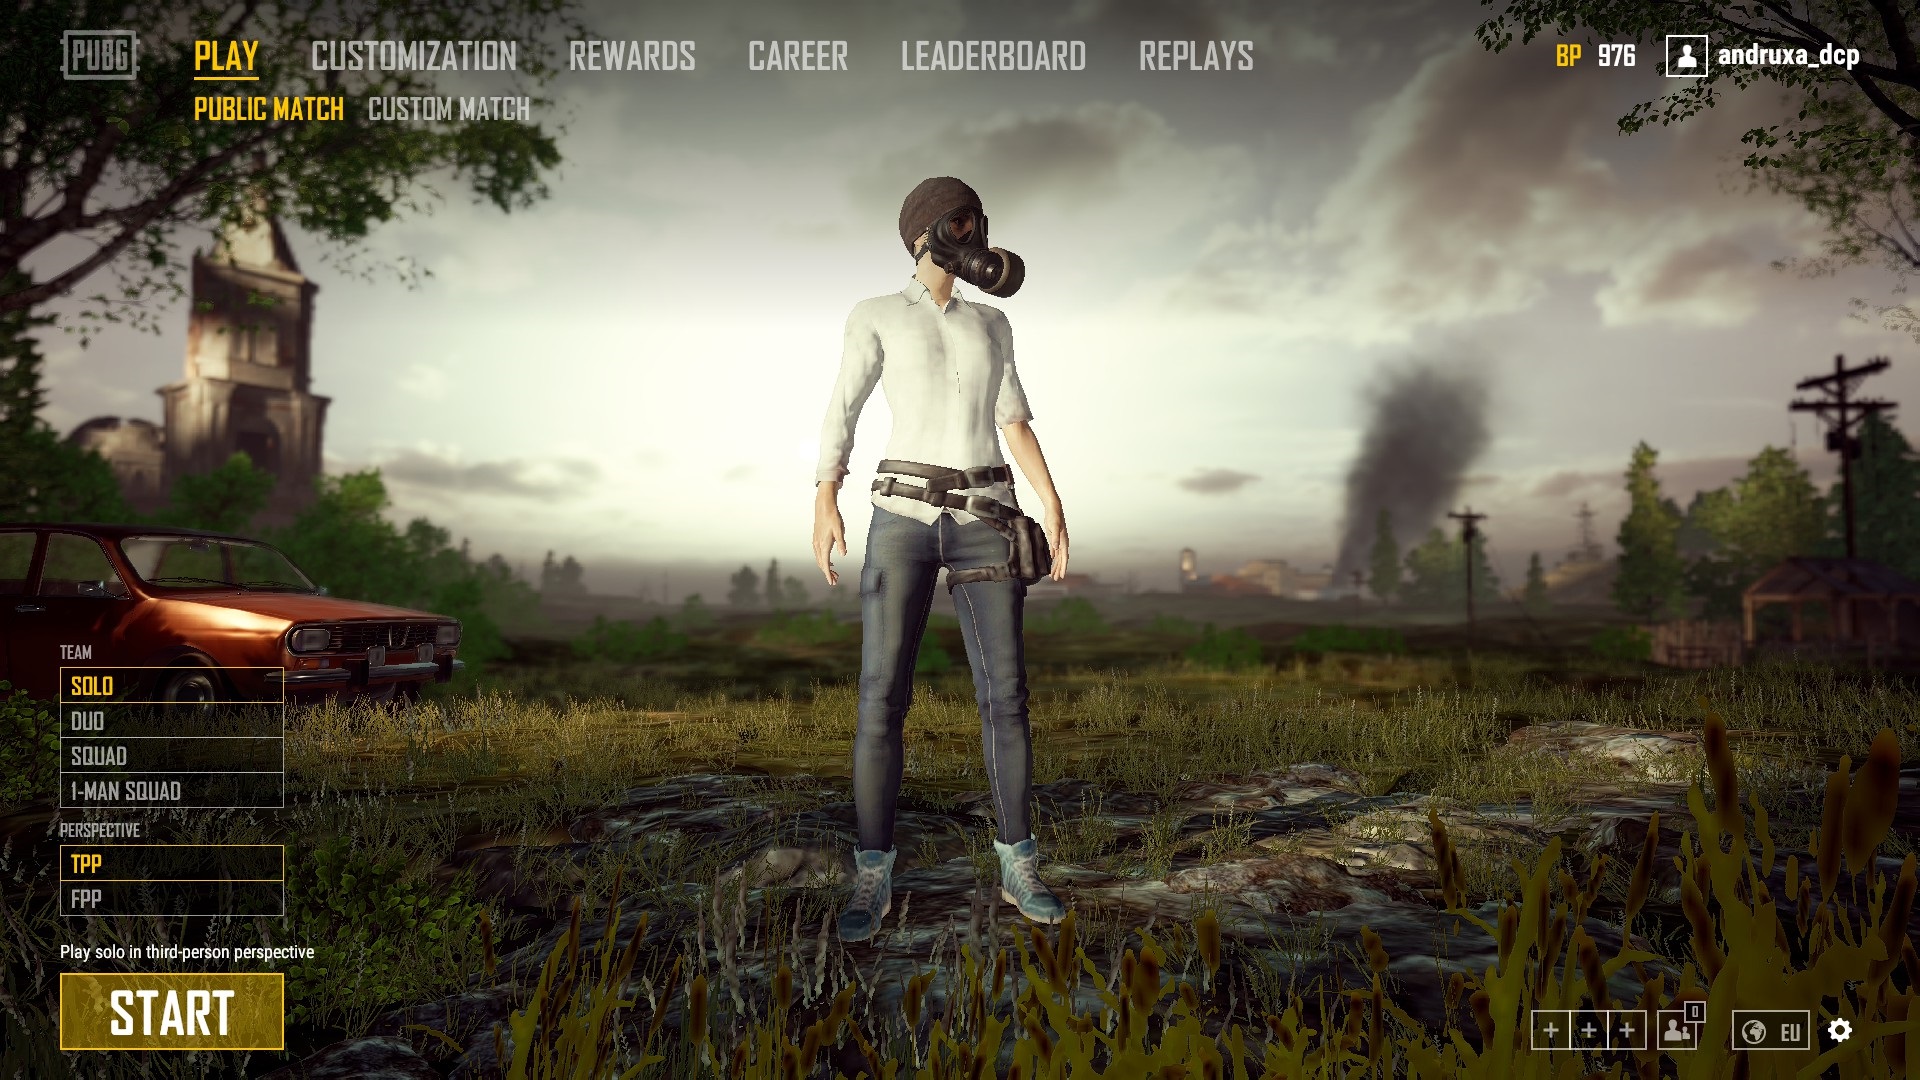 PUBG PLAY CUSTOMIZATION REWARDS CAREER LEADERBOARD REPLAYS BP 976 andruxa_dcp
PUBLIC MATCH CUSTOM MATCH
TEAM
SOLO
DUO
SQUAD
1-MAN SQUAD
PERSPECTIVE
TPP
FPP
Play solo in third-person perspective
START
+ + + 0 EU